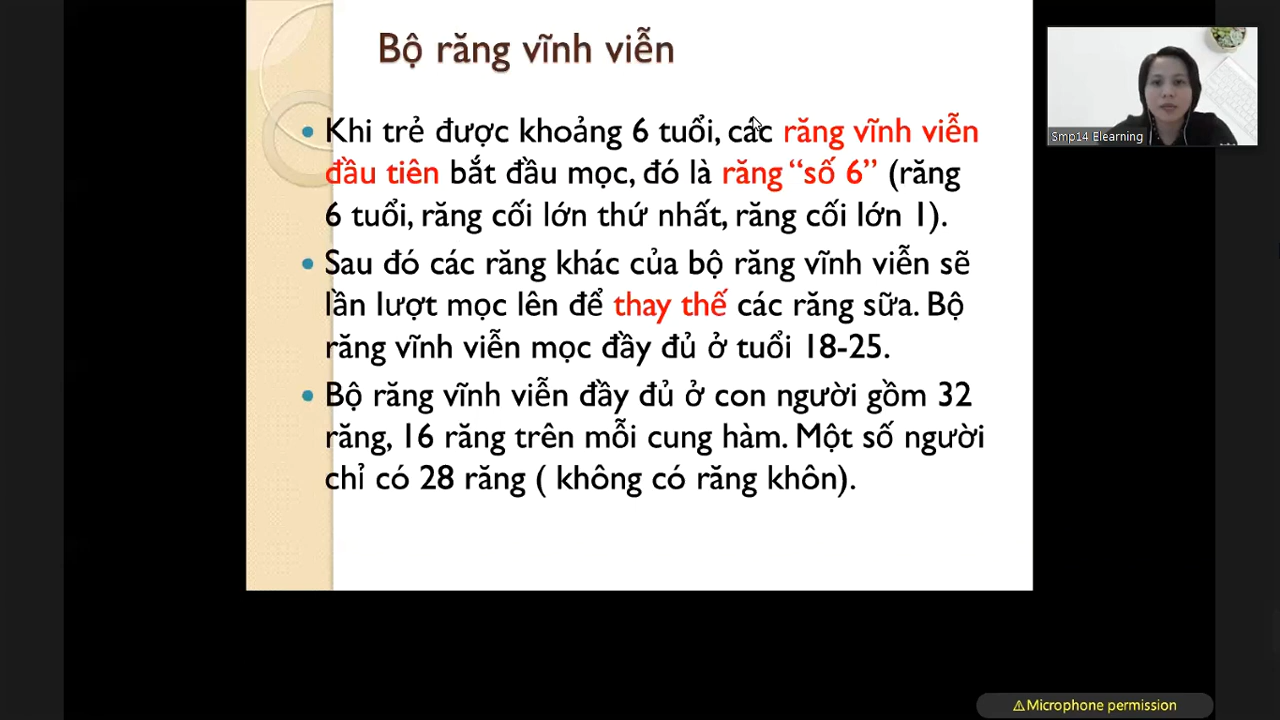 Bộ răng vĩnh viễn
Khi trẻ được khoảng 6 tuổi, các răng vĩnh viễn
đầu tiên bắt đầu mọc, đó là răng “số 6” (răng
6 tuổi, răng cối lớn thứ nhất, răng cối lớn 1).
Sau đó các răng khác của bộ răng vĩnh viễn sẽ
lần lượt mọc lên để thay thế các răng sữa. Bộ
răng vĩnh viễn mọc đầy đủ ở tuổi 18-25.
Bộ răng vĩnh viễn đầy đủ ở con người gồm 32
răng, 16 răng trên mỗi cung hàm. Một số người
chỉ có 28 răng ( không có răng khôn).
Smp14 Elearning
Microphone permission